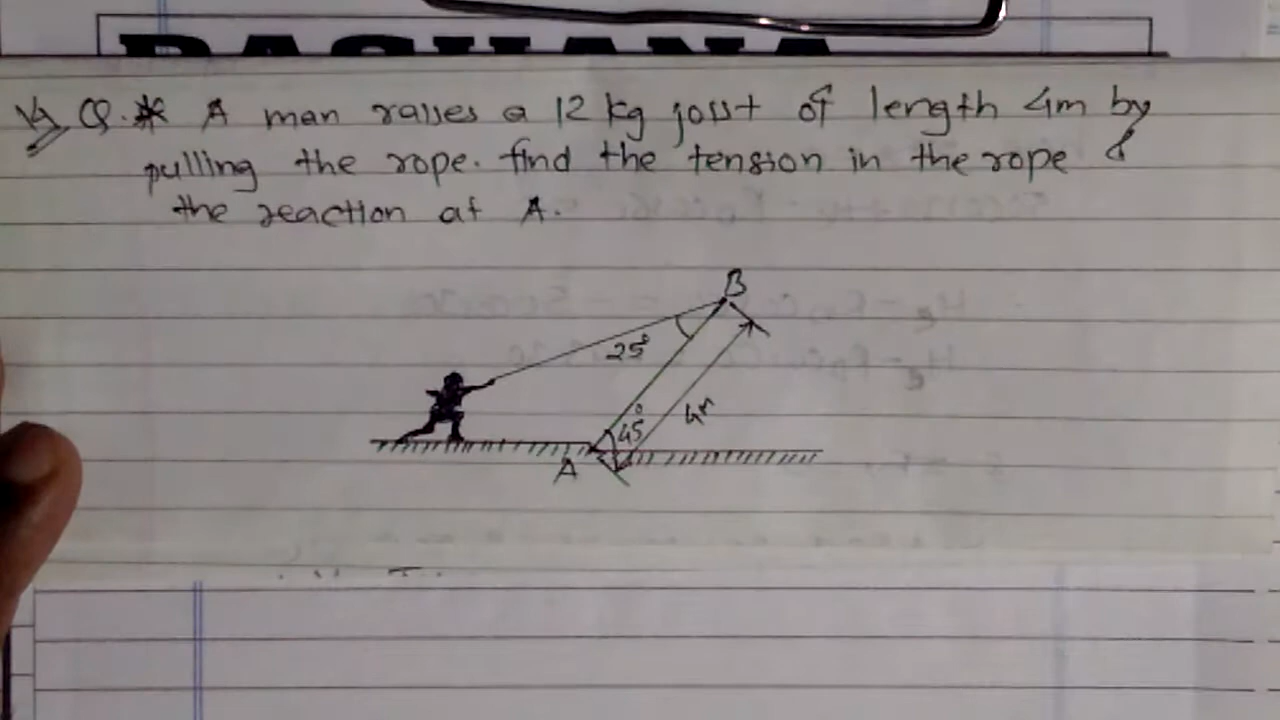 PASHANA
Q.* A man raises a 12 kg joist of length 4m by
pulling the rope. find the tension in the rope &
the reaction at A.
B
25°
4m
45°
A